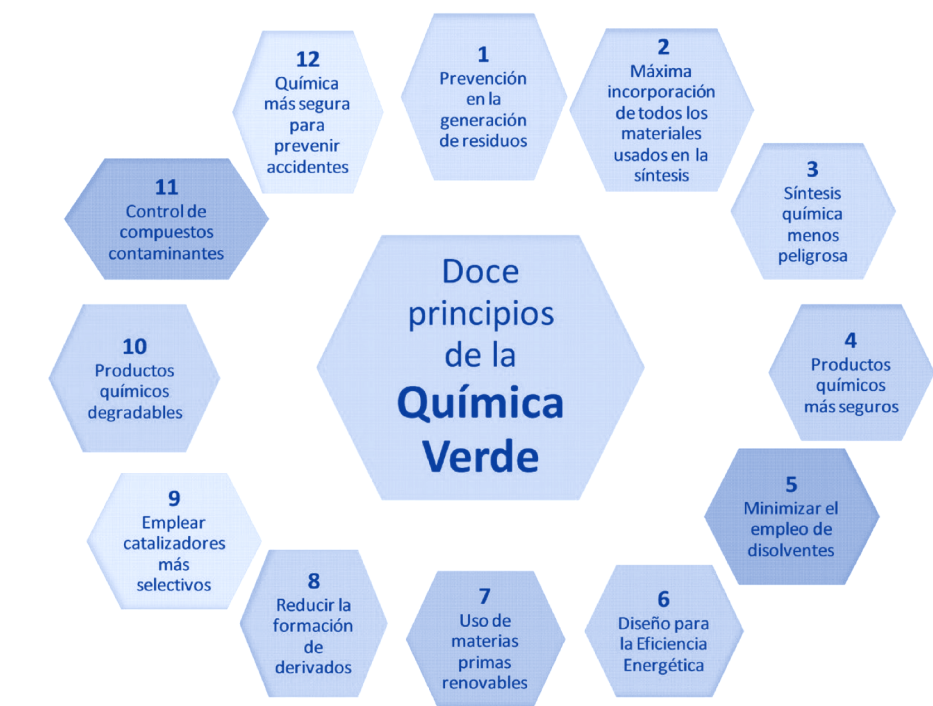 Doce
principios
de la
Química
Verde
1
Prevención
en la
generación
de residuos
2
Máxima
incorporación
de todos los
materiales
usados en la
síntesis
3
Síntesis
química
menos
peligrosa
4
Productos
químicos
más seguros
5
Minimizar el
empleo de
disolventes
6
Diseño para
la Eficiencia
Energética
7
Uso de
materias
primas
renovables
8
Reducir la
formación
de
derivados
9
Emplear
catalizadores
más
selectivos
10
Productos
químicos
degradables
11
Control de
compuestos
contaminantes
12
Química
más segura
para
prevenir
accidentes